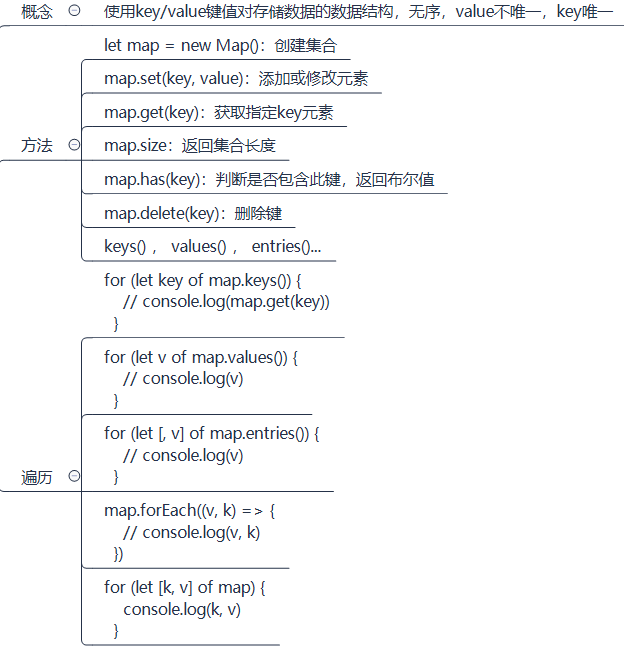 概念 使用key/value键值对存储数据的数据结构，无序，value不唯一，key唯一
方法
let map = new Map()：创建集合
map.set(key, value)：添加或修改元素
map.get(key)：获取指定key元素
map.size：返回集合长度
map.has(key)：判断是否包含此键，返回布尔值
map.delete(key)：删除键
keys() ， values() ， entries()...
遍历
for (let key of map.keys()) {
// console.log(map.get(key))
}
for (let v of map.values()) {
// console.log(v)
}
for (let [, v] of map.entries()) {
// console.log(v)
}
map.forEach((v, k) => {
// console.log(v, k)
})
for (let [k, v] of map) {
console.log(k, v)
}